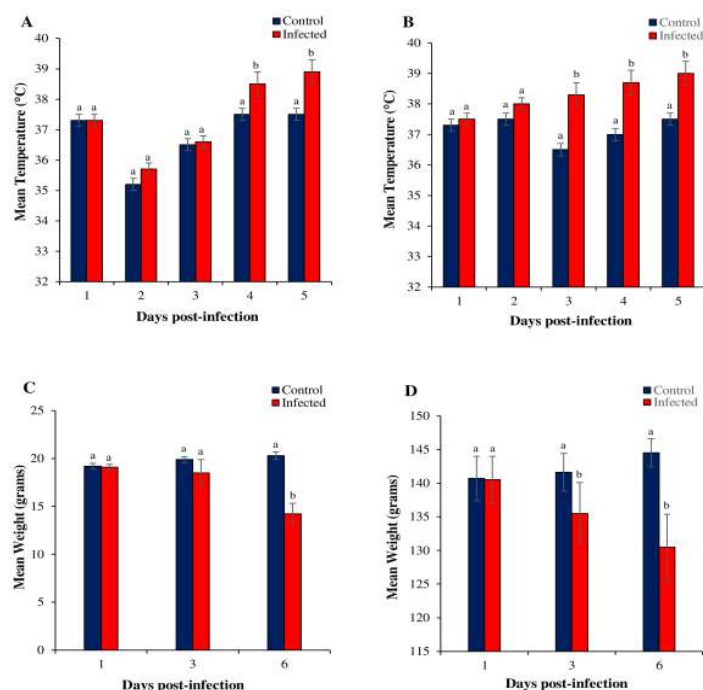 A
Control
Infected
Mean Temperature (°C)
40
39
38
37
36
35
34
33
32
a a
a a
a a
a b
a b
1 2 3 4 5
Days post-infection
B
Control
Infected
Mean Temperature (°C)
40
39
38
37
36
35
34
33
32
a a
a a
a b
a b
a b
1 2 3 4 5
Days post-infection
C
Control
Infected
Mean Weight (grams)
25
20
15
10
5
0
a a
a a
a b
1 3 6
Days post-infection
D
Control
Infected
Mean Weight (grams)
150
145
140
135
130
125
120
115
a a
a b
a b
1 3 6
Days post-infection